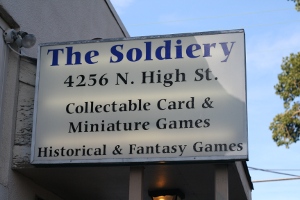 The Soldiery
4256 N. High St.
Collectable Card &
Miniature Games
Historical & Fantasy Games